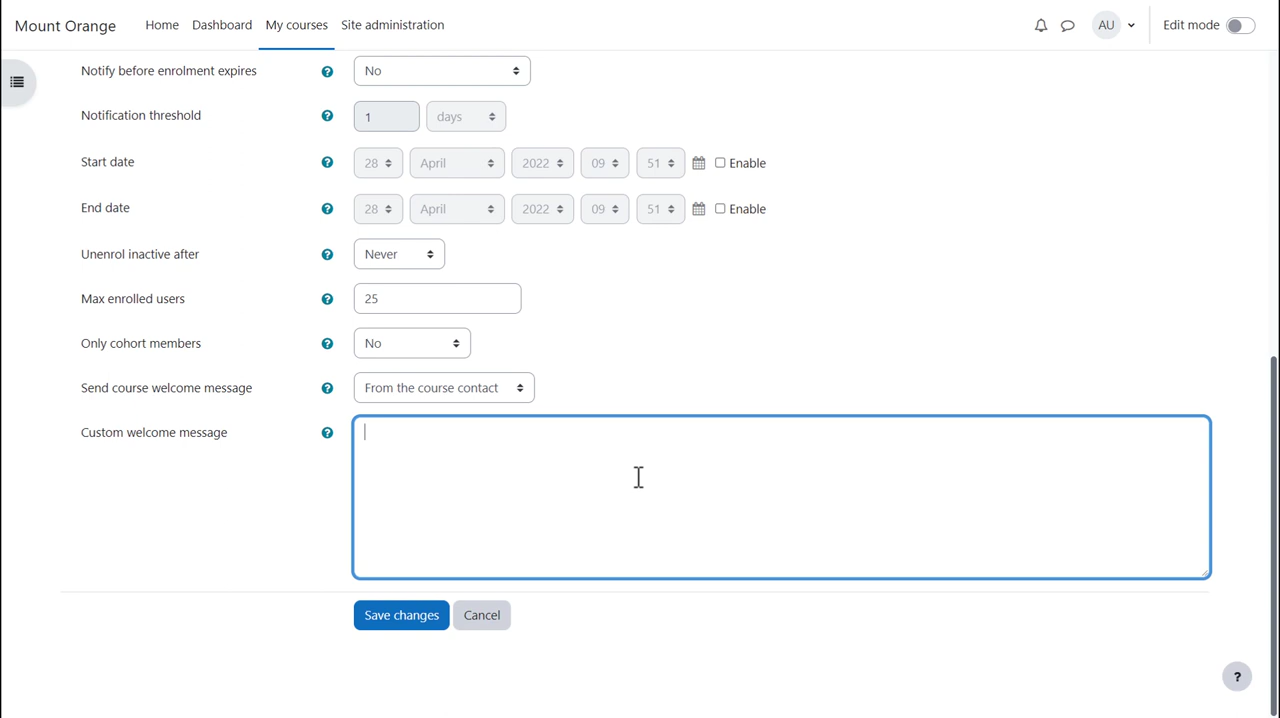 Mount Orange Home Dashboard My courses Site administration AU Edit mode
Notify before enrolment expires ? No
Notification threshold ? 1 days
Start date ? 28 April 2022 09 51 Enable
End date ? 28 April 2022 09 51 Enable
Unenrol inactive after ? Never
Max enrolled users ? 25
Only cohort members ? No
Send course welcome message ? From the course contact
Custom welcome message ?
Save changes Cancel
?